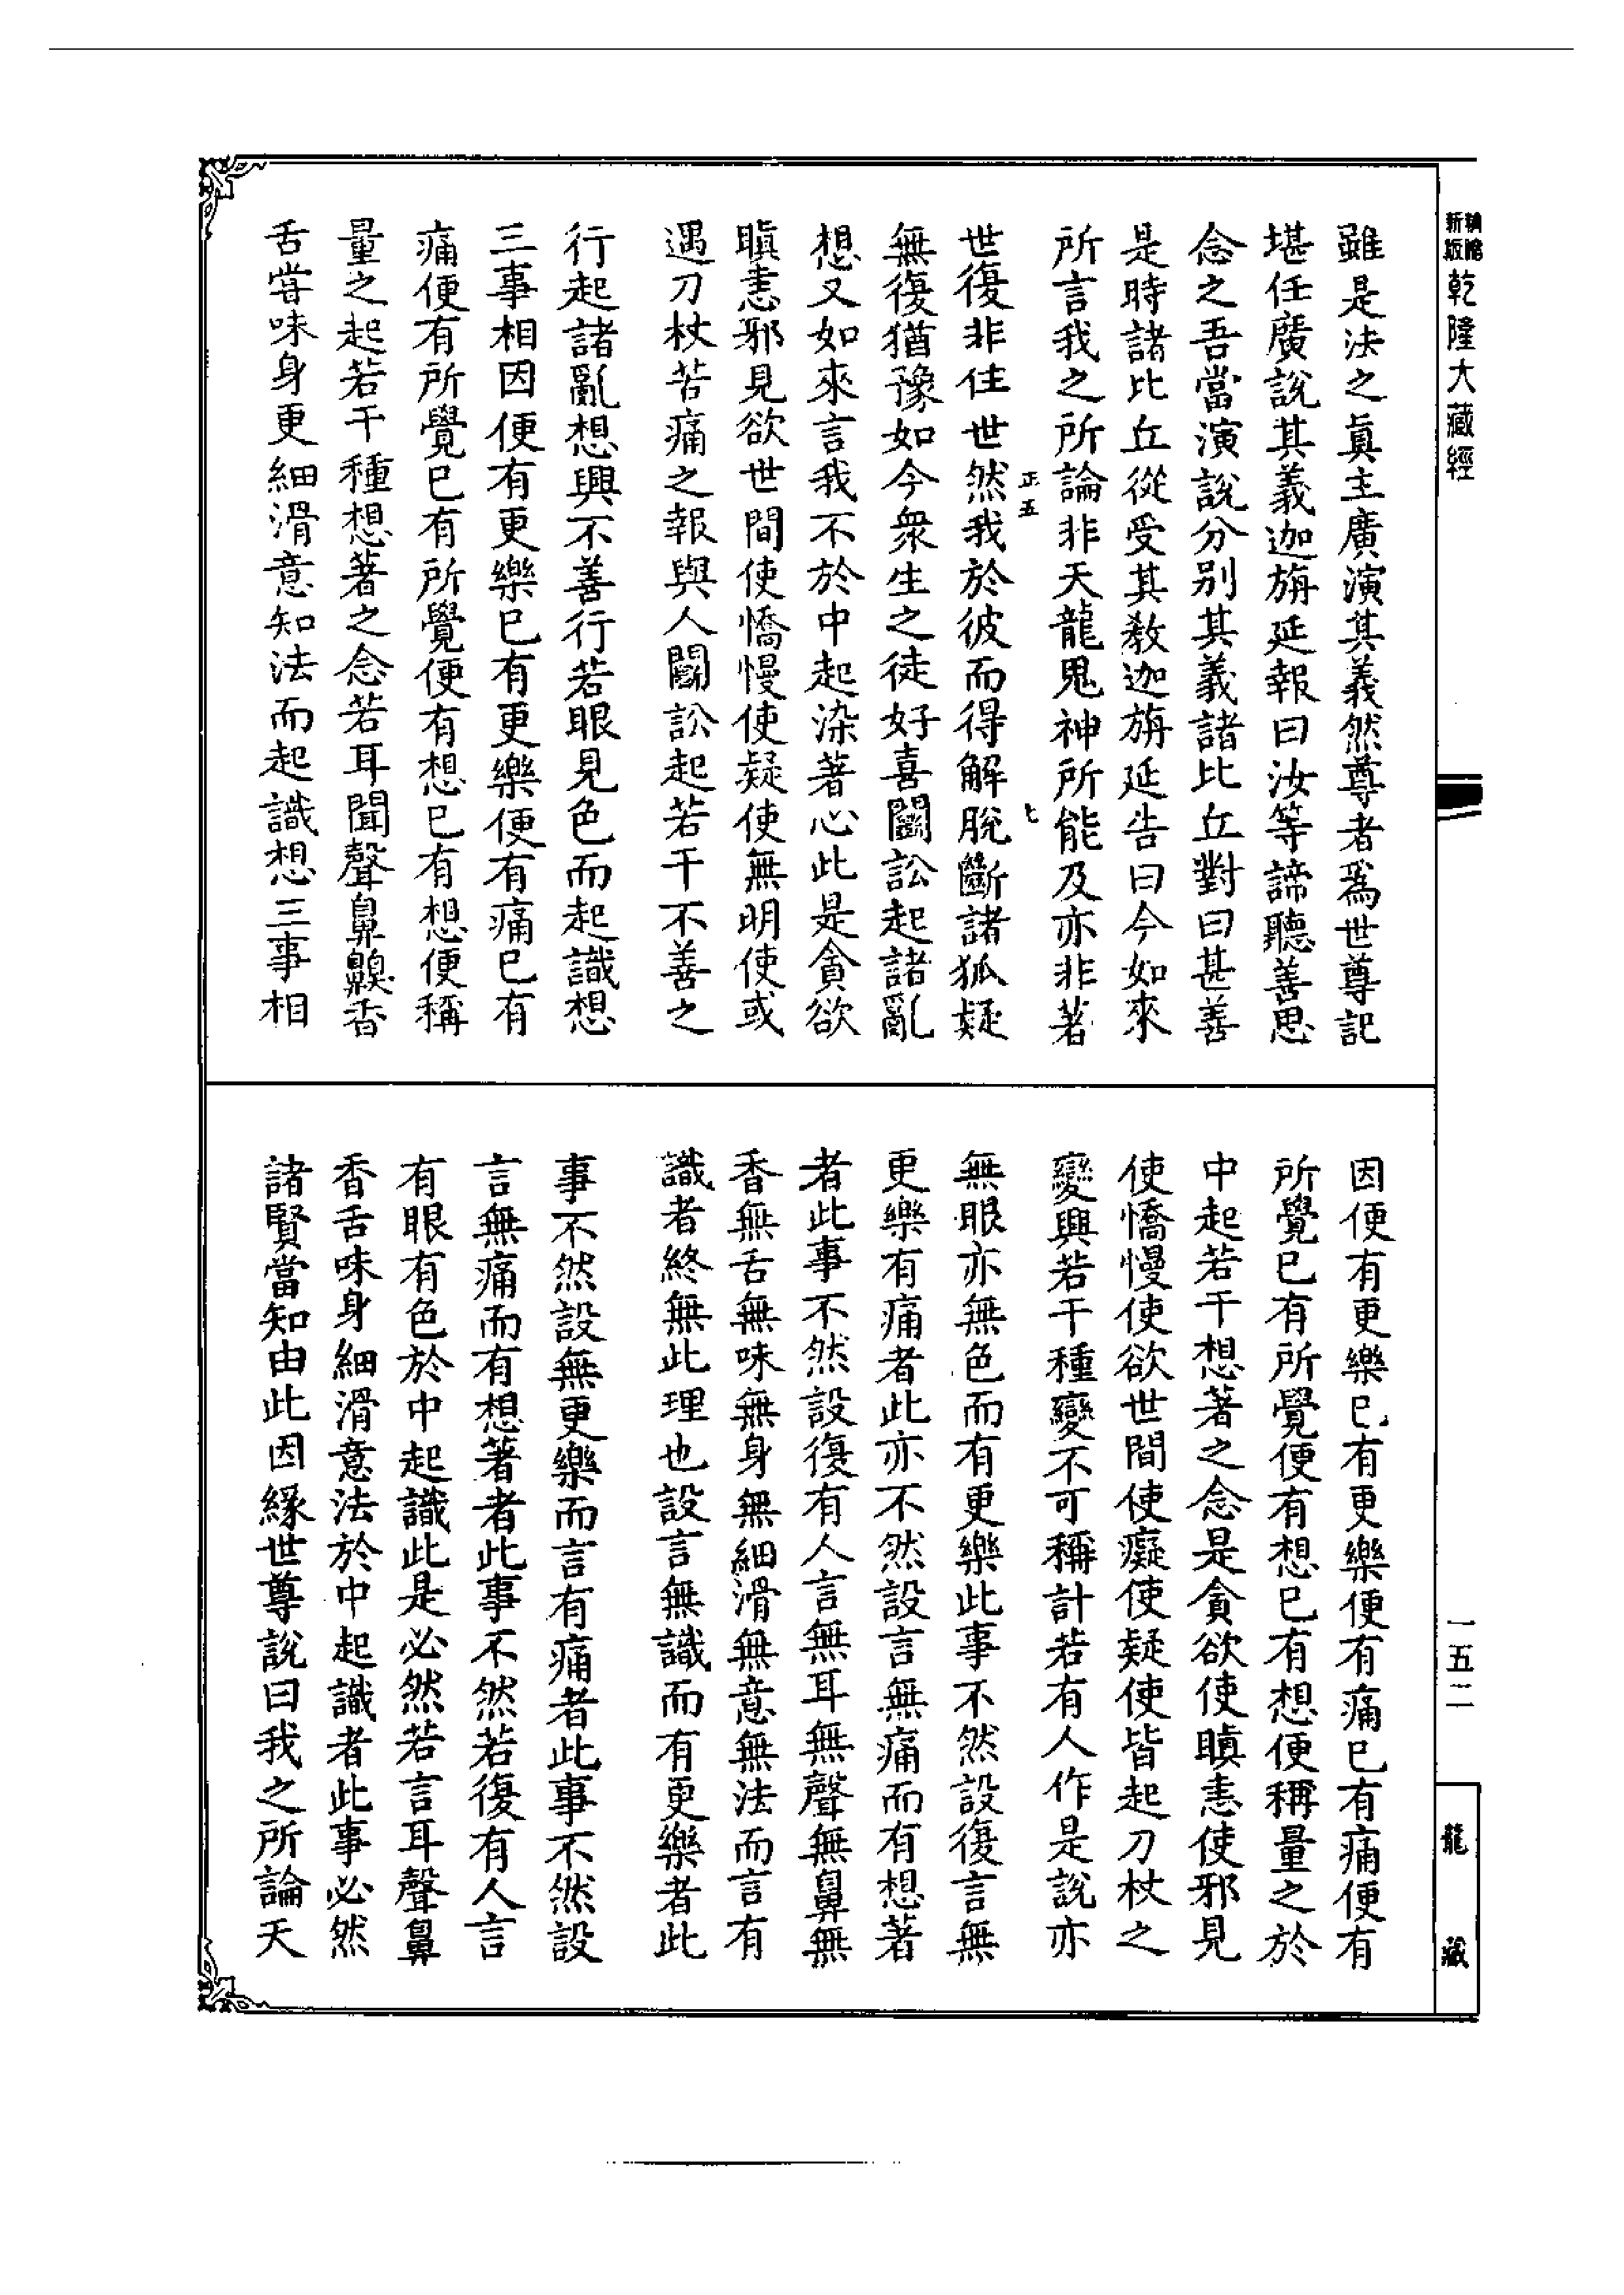 新版 乾隆大藏經
雖是法之眞主廣演其義然尊者爲世尊記
堪任廣說其義迦旃延報曰汝等諦聽善思
念之吾當演說分別其義諸比丘對曰甚善
是時諸比丘從受其教迦旃延告曰今如來
所言我之所論非天龍鬼神所能及亦非著
正五
七
世復非住世然我於彼而得解脫斷諸狐疑
無復猶豫如今衆生之徒好喜鬬訟起諸亂
想又如來言我不於中起染著心此是貪欲
瞋恚邪見欲世間使憍慢使疑使無明使或
遇刀杖苦痛之報與人鬬訟起若干不善之
行起諸亂想興不善行若眼見色而起識想
三事相因便有更樂已有更樂便有痛已有
痛便有所覺已有所覺便有想已有想便稱
量之起若干種想著之念若耳聞聲鼻齅香
舌嘗味身更細滑意知法而起識想三事相
因便有更樂已有更樂便有痛已有痛便有
所覺已有所覺便有想已有想便稱量之於
中起若干想著之念是貪欲使瞋恚使邪見
使憍慢使欲世間使癡使疑使皆起刀杖之
變興若干種變不可稱計若有人作是說亦
無眼亦無色而有更樂此事不然設復言無
更樂有痛者此亦不然設言無痛而有想著
者此事不然設復有人言無耳無聲無鼻無
香無舌無味無身無細滑無意無法而言有
識者終無此理也設言無識而有更樂者此
事不然設無更樂而言有痛者此事不然設
言無痛而有想著者此事不然若復有人言
有眼有色於中起識此是必然若言耳聲鼻
香舌味身細滑意法於中起識者此事必然
諸賢當知由此因緣世尊說曰我之所論天
一五二
龍藏